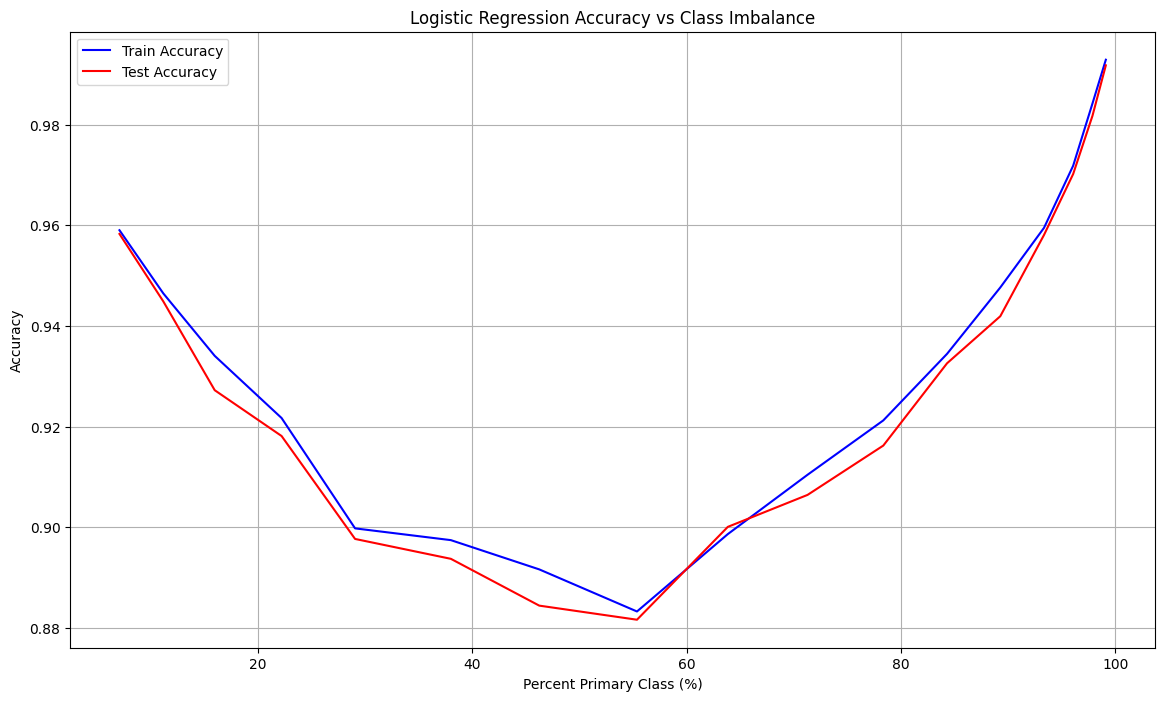 Logistic Regression Accuracy vs Class Imbalance
Train Accuracy
Test Accuracy
0.98
0.96
0.94
0.92
0.90
0.88
Accuracy
20 40 60 80 100
Percent Primary Class (%)